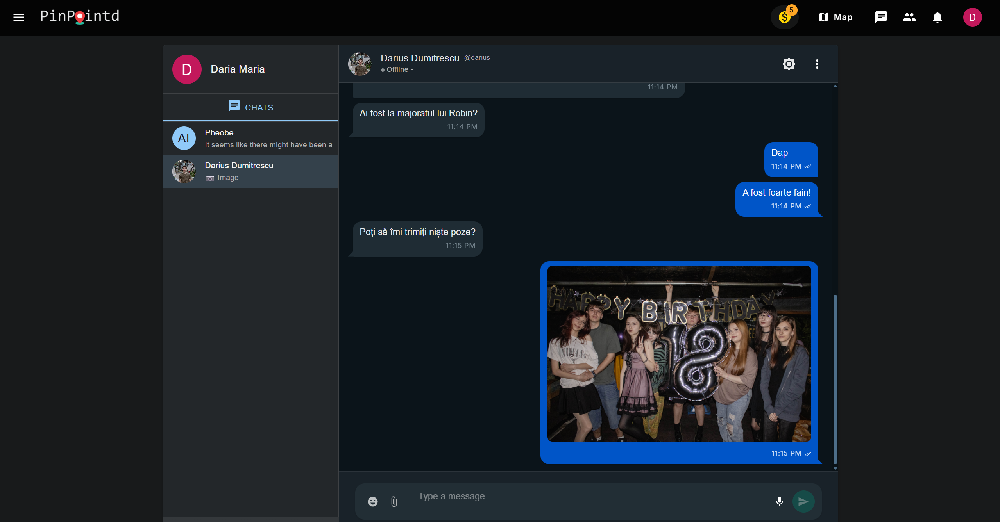 PinPointd
5
Map
D
D
Daria Maria
CHATS
AI
Pheobe
It seems like there might have been a
Darius Dumitrescu
Image
Darius Dumitrescu @darius
Offline •
11:14 PM
Ai fost la majoratul lui Robin?
11:14 PM
Dap
11:14 PM
A fost foarte fain!
11:14 PM
Poți să îmi trimiți niște poze?
11:15 PM
HAPPY BIRTHDAY
18
11:15 PM
Type a message